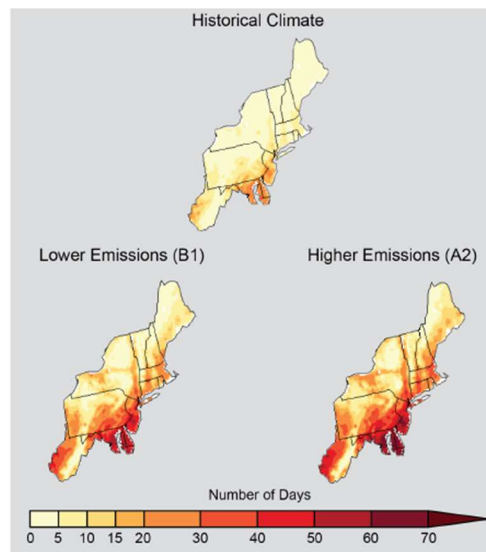 Historical Climate
Lower Emissions (B1)
Higher Emissions (A2)
Number of Days
0 5 10 15 20 30 40 50 60 70